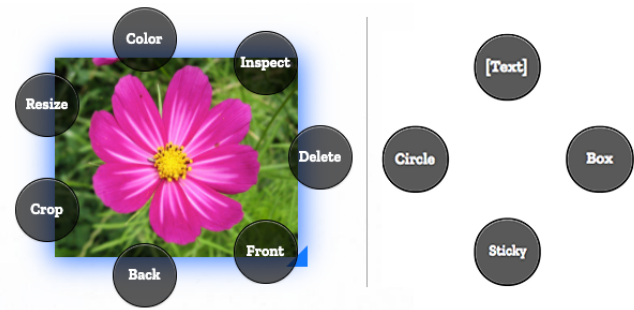 Color
Inspect
Resize
Delete
Crop
Front
Back
[Text]
Circle
Box
Sticky